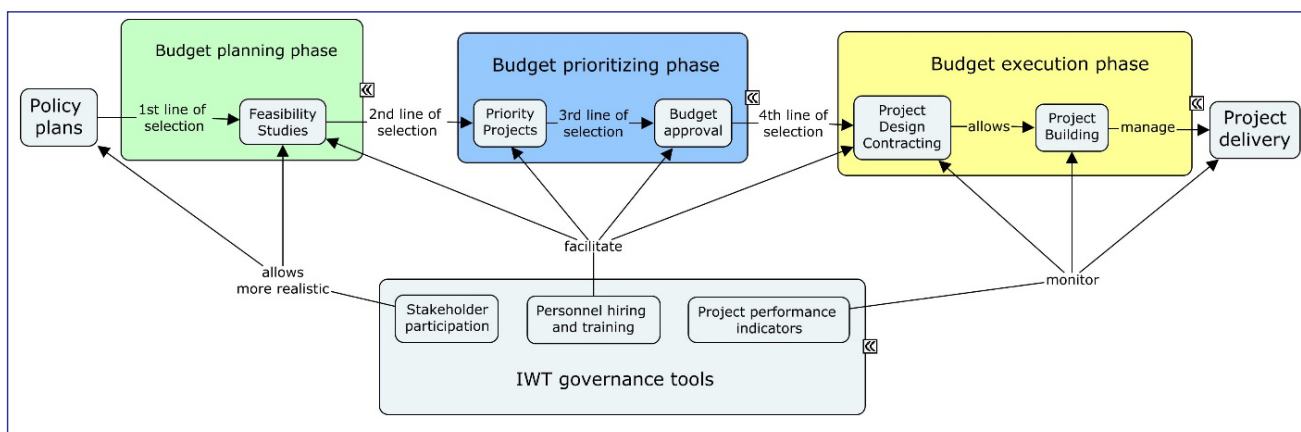 Budget planning phase
Budget prioritizing phase
Budget execution phase
Policy
plans
1st line of
selection
Feasibility
Studies
2nd line of
selection
Priority
Projects
3rd line of
selection
Budget
approval
4th line of
selection
Project
Design
Contracting
allows
Project
Building
manage
Project
delivery
facilitate
allows
more realistic
monitor
Stakeholder
participation
Personnel hiring
and training
Project performance
indicators
IWT governance tools